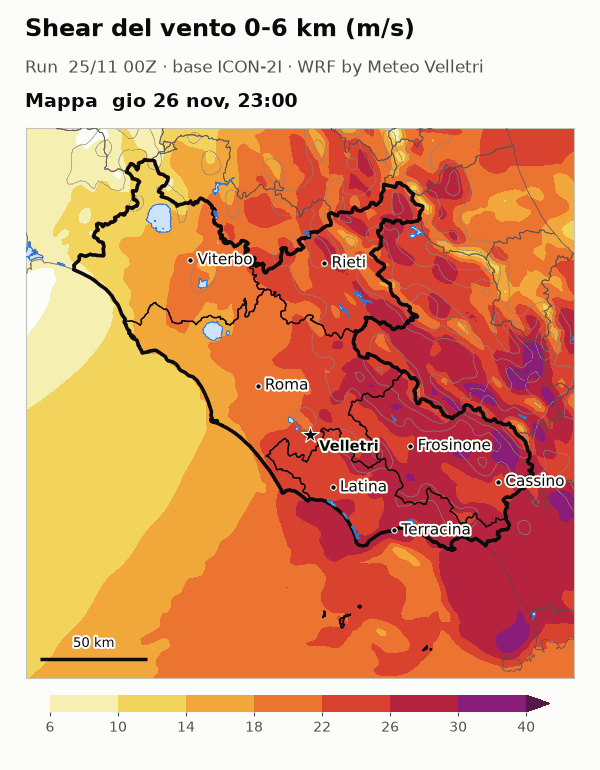 Shear del vento 0-6 km (m/s)
Run  25/11 00Z · base ICON-2I · WRF by Meteo Velletri
Mappa  gio 26 nov, 23:00
Viterbo
Rieti
Roma
Velletri
Frosinone
Cassino
Latina
Terracina
50 km
6 10 14 18 22 26 30 40